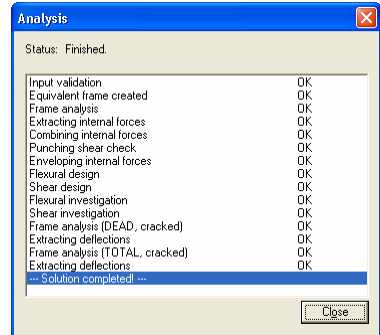 Analysis
Status: Finished.
Input validation OK
Equivalent frame created OK
Frame analysis OK
Extracting internal forces OK
Combining internal forces OK
Punching shear check OK
Enveloping internal forces OK
Flexural design OK
Shear design OK
Flexural investigation OK
Shear investigation OK
Frame analysis (DEAD, cracked) OK
Extracting deflections OK
Frame analysis (TOTAL, cracked) OK
Extracting deflections OK
--- Solution completed! ---
Close